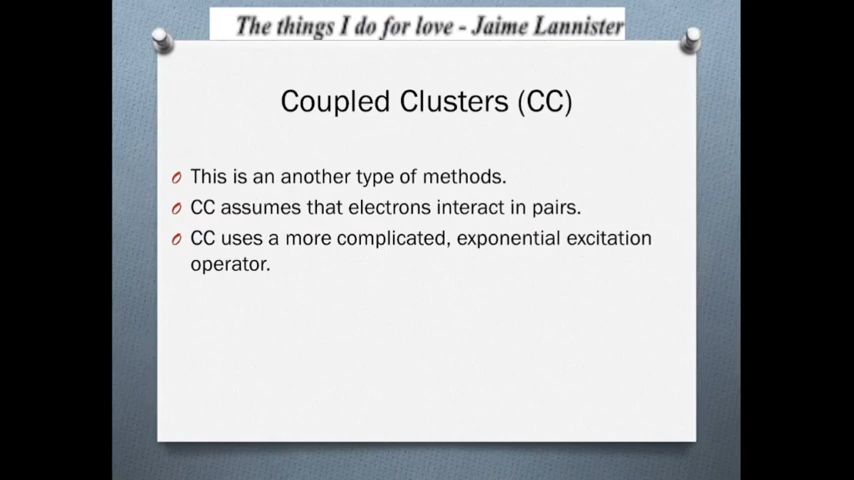 The things I do for love - Jaime Lannister
Coupled Clusters (CC)
This is an another type of methods.
CC assumes that electrons interact in pairs.
CC uses a more complicated, exponential excitation
operator.